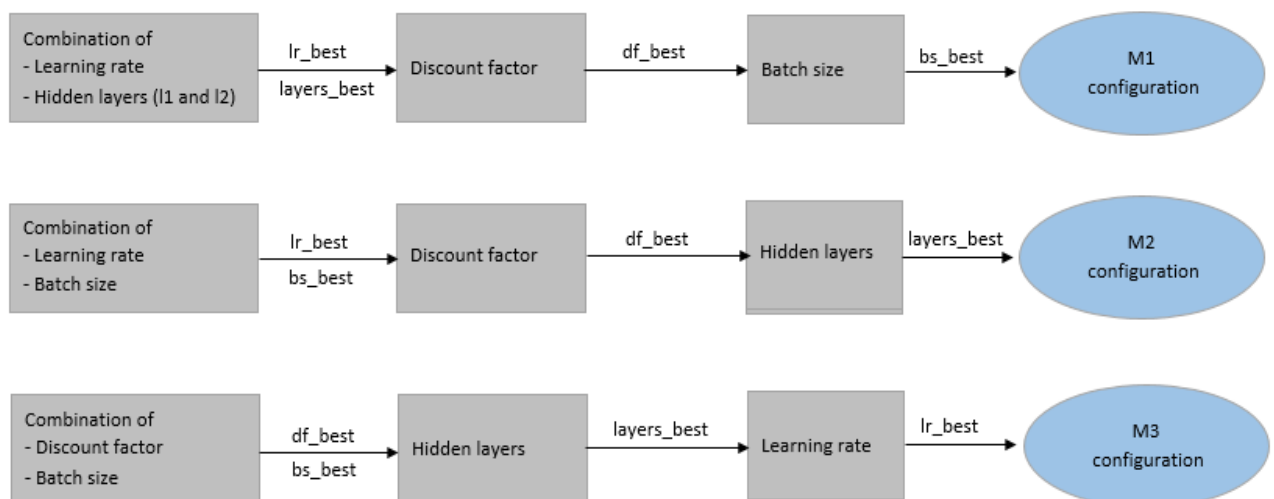 Combination of
- Learning rate
- Hidden layers (l1 and l2)
lr_best
layers_best
Discount factor
df_best
Batch size
bs_best
M1
configuration
Combination of
- Learning rate
- Batch size
lr_best
bs_best
Discount factor
df_best
Hidden layers
layers_best
M2
configuration
Combination of
- Discount factor
- Batch size
df_best
bs_best
Hidden layers
layers_best
Learning rate
lr_best
M3
configuration